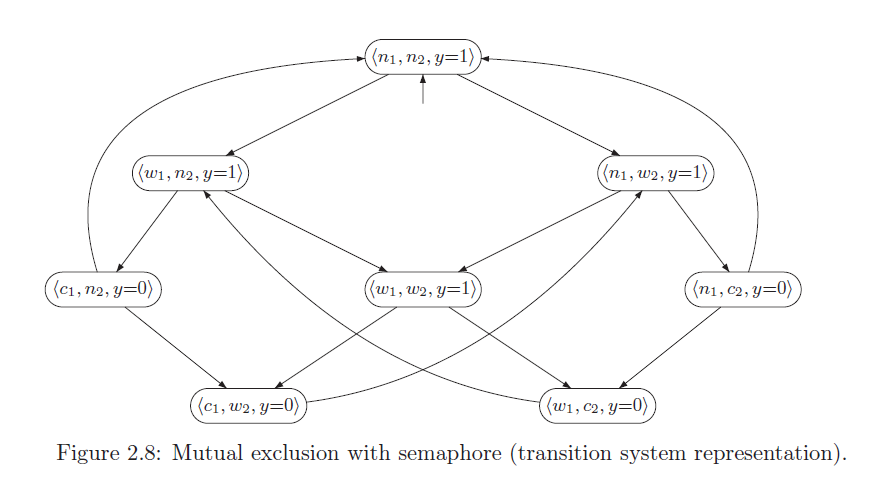 ⟨n₁, n₂, y=1⟩
⟨w₁, n₂, y=1⟩
⟨n₁, w₂, y=1⟩
⟨c₁, n₂, y=0⟩
⟨w₁, w₂, y=1⟩
⟨n₁, c₂, y=0⟩
⟨c₁, w₂, y=0⟩
⟨w₁, c₂, y=0⟩
Figure 2.8: Mutual exclusion with semaphore (transition system representation).